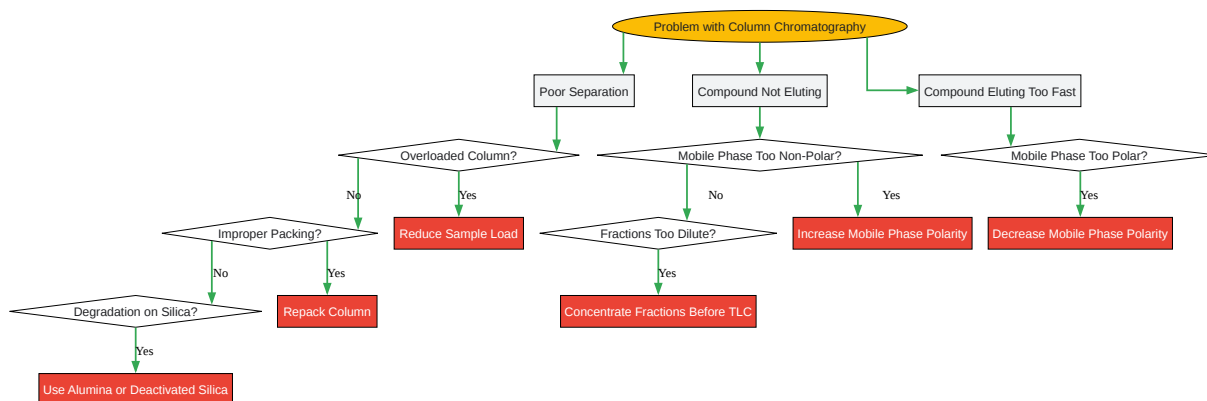 Problem with Column Chromatography
Poor Separation
Compound Not Eluting
Compound Eluting Too Fast
Overloaded Column?
Mobile Phase Too Non-Polar?
Mobile Phase Too Polar?
No
Yes
No
Yes
Yes
Improper Packing?
Reduce Sample Load
Fractions Too Dilute?
Increase Mobile Phase Polarity
Decrease Mobile Phase Polarity
No
Yes
Yes
Degradation on Silica?
Repack Column
Concentrate Fractions Before TLC
Yes
Use Alumina or Deactivated Silica